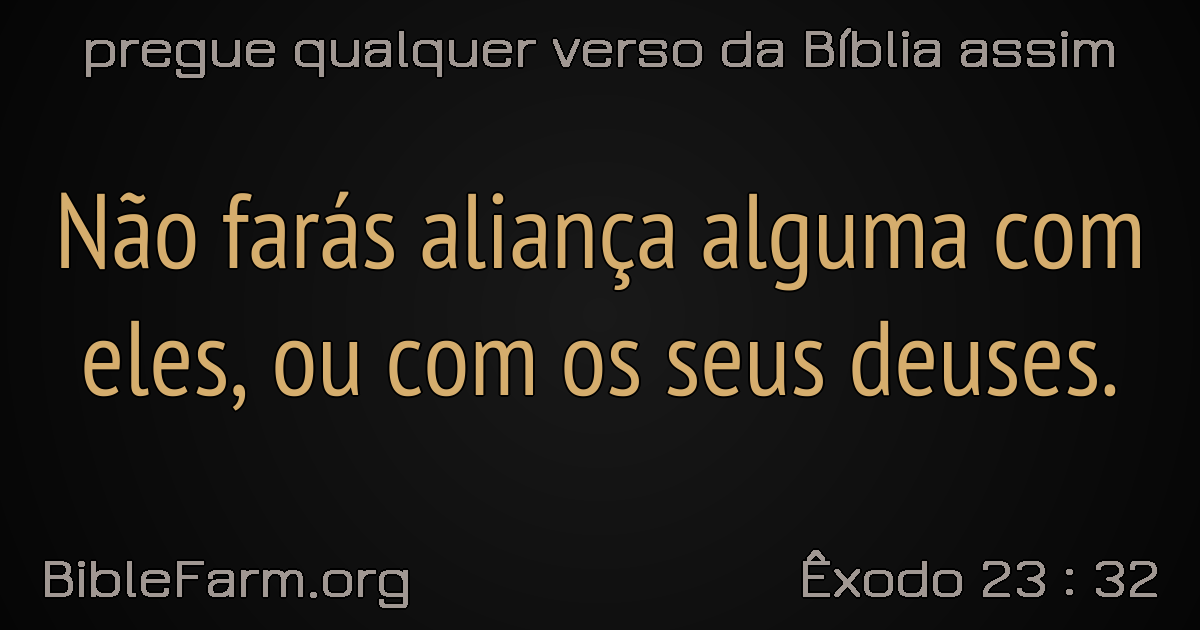 pregue qualquer verso da Bíblia assim
Não farás aliança alguma com
eles, ou com os seus deuses.
BibleFarm.org
Êxodo 23 : 32